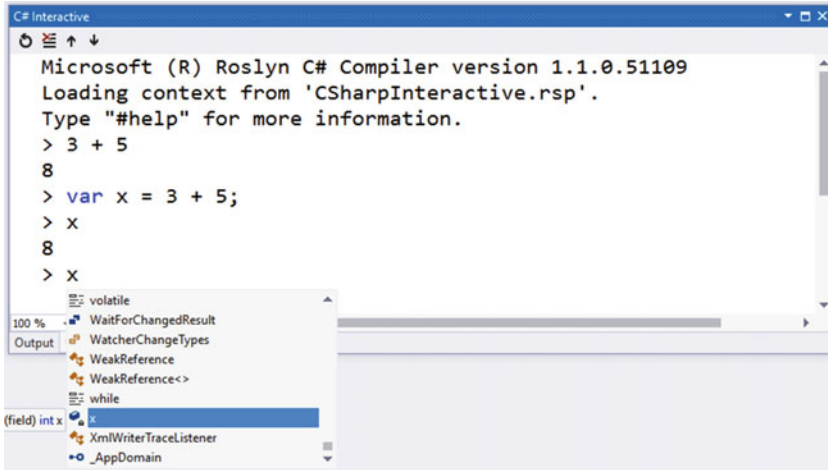 C# Interactive
Microsoft (R) Roslyn C# Compiler version 1.1.0.51109
Loading context from 'CSharpInteractive.rsp'.
Type "#help" for more information.
> 3 + 5
8
> var x = 3 + 5;
> x
8
> x
volatile
100 %
WaitForChangedResult
Output
WatcherChangeTypes
WeakReference
WeakReference<>
while
(field) int x
x
XmlWriterTraceListener
_AppDomain